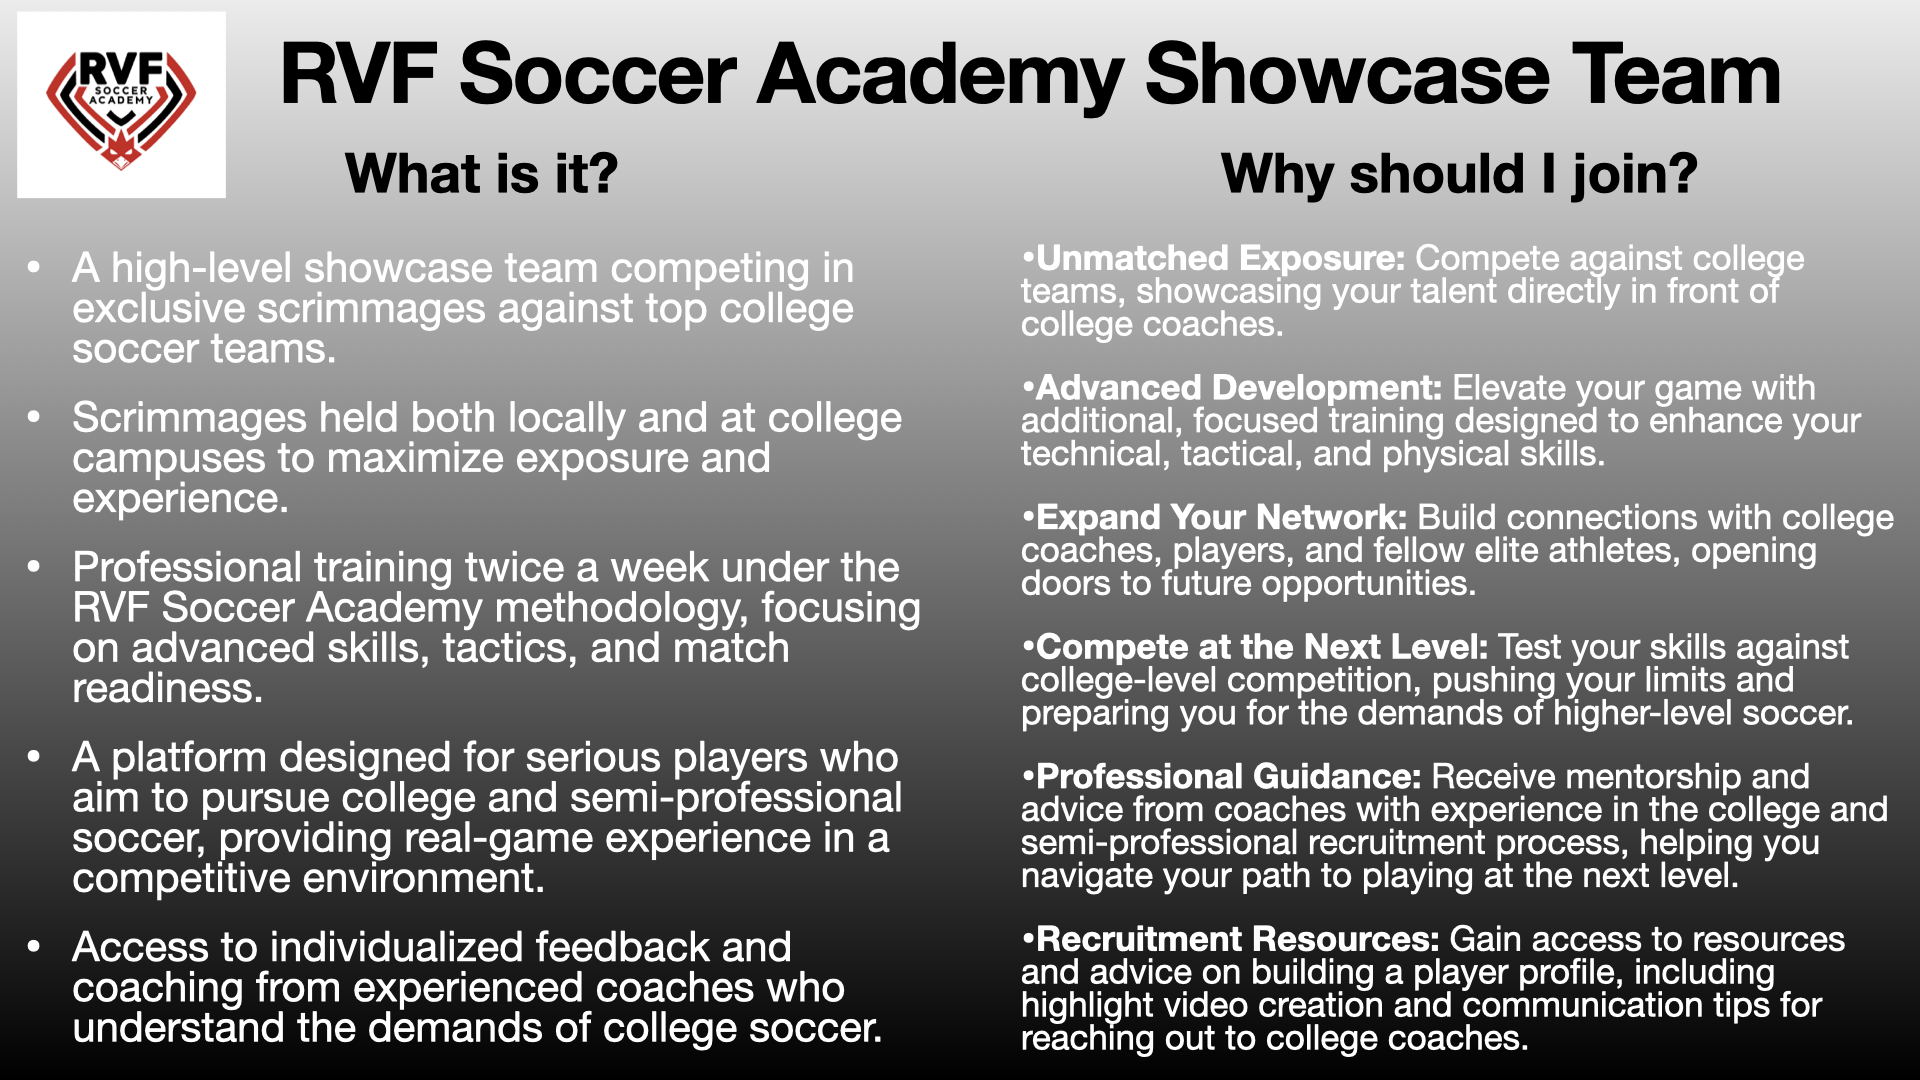 RVF
SOCCER
ACADEMY
RVF Soccer Academy Showcase Team
What is it?
• A high-level showcase team competing in
exclusive scrimmages against top college
soccer teams.
• Scrimmages held both locally and at college
campuses to maximize exposure and
experience.
• Professional training twice a week under the
RVF Soccer Academy methodology, focusing
on advanced skills, tactics, and match
readiness.
• A platform designed for serious players who
aim to pursue college and semi-professional
soccer, providing real-game experience in a
competitive environment.
• Access to individualized feedback and
coaching from experienced coaches who
understand the demands of college soccer.
Why should I join?
•Unmatched Exposure: Compete against college
teams, showcasing your talent directly in front of
college coaches.
•Advanced Development: Elevate your game with
additional, focused training designed to enhance your
technical, tactical, and physical skills.
•Expand Your Network: Build connections with college
coaches, players, and fellow elite athletes, opening
doors to future opportunities.
•Compete at the Next Level: Test your skills against
college-level competition, pushing your limits and
preparing you for the demands of higher-level soccer.
•Professional Guidance: Receive mentorship and
advice from coaches with experience in the college and
semi-professional recruitment process, helping you
navigate your path to playing at the next level.
•Recruitment Resources: Gain access to resources
and advice on building a player profile, including
highlight video creation and communication tips for
reaching out to college coaches.